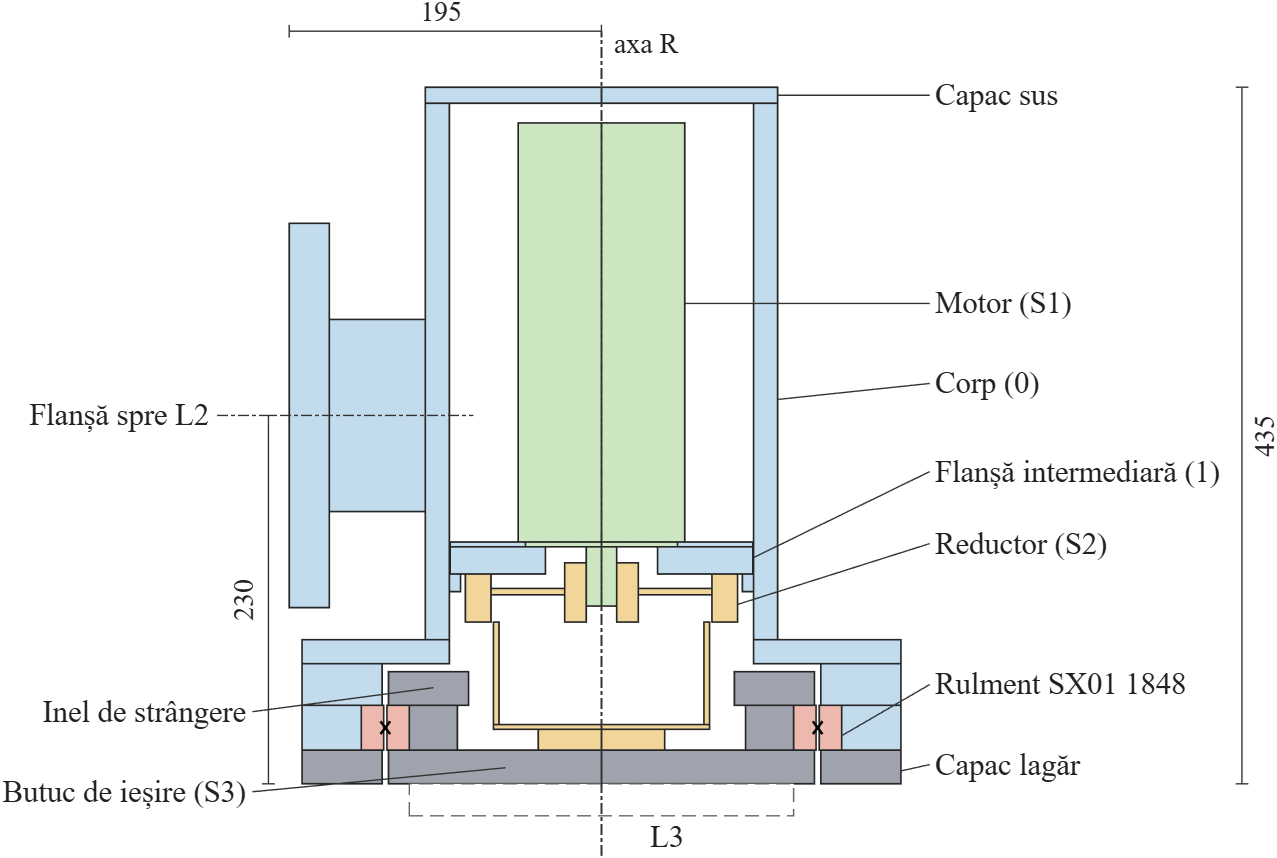 195
axa R
Capac sus
Motor (S1)
Corp (0)
435
Flanșă spre L2
Flanșă intermediară (1)
Reductor (S2)
230
Rulment SX01 1848
Inel de strângere
Capac lagăr
Butuc de ieșire (S3)
L3